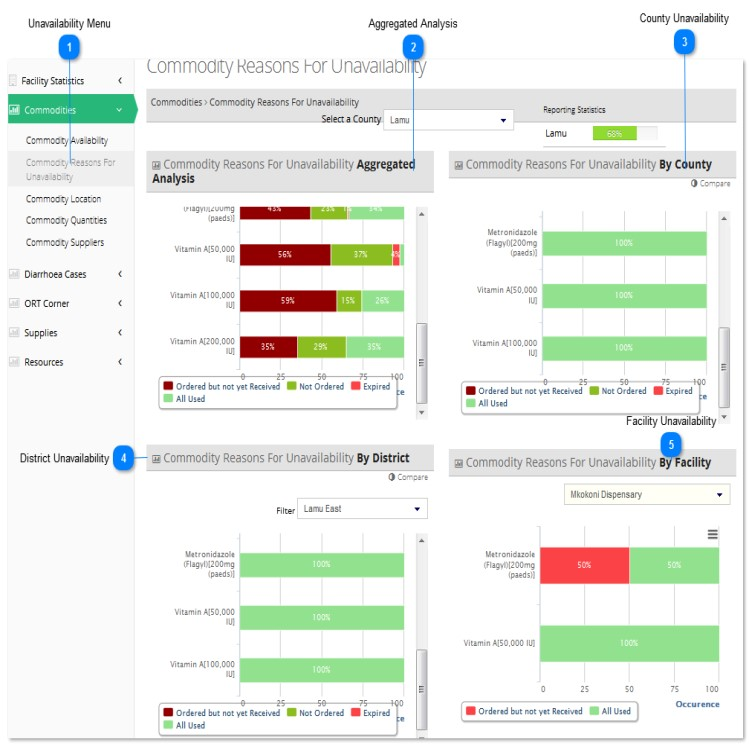 Unavailability Menu
Aggregated Analysis
County Unavailability
1
2
3
Facility Statistics
Commodities
Commodity Availability
Commodity Reasons For
Unavailability
Commodity Location
Commodity Quantities
Commodity Suppliers
Diarrhoea Cases
ORT Corner
Supplies
Resources
Commodity Reasons For Unavailability
Commodities > Commodity Reasons For Unavailability
Select a County
Lamu
Reporting Statistics
Lamu
68%
Commodity Reasons For Unavailability Aggregated
Analysis
(Flagyl)[200mg
(paeds)]
Vitamin A[50,000
IU]
56% 37% 4%
Vitamin A[100,000
IU]
59% 15% 26%
Vitamin A[200,000
IU]
35% 29% 35%
0 25 50 75 100
Ordered but not yet Received Not Ordered Expired
All Used
ce
Commodity Reasons For Unavailability By County
Compare
Metronidazole
(Flagyl)[200mg
(paeds)]
100%
Vitamin A[50,000
IU]
100%
Vitamin A[100,000
IU]
100%
0 25 50 75 100
Ordered but not yet Received Not Ordered Expired
All Used
ce
District Unavailability
4
Commodity Reasons For Unavailability By District
Compare
Filter
Lamu East
Metronidazole
(Flagyl)[200mg
(paeds)]
100%
Vitamin A[50,000
IU]
100%
Vitamin A[100,000
IU]
100%
0 25 50 75 100
Ordered but not yet Received Not Ordered Expired
All Used
ce
Facility Unavailability
5
Commodity Reasons For Unavailability By Facility
Mkokoni Dispensary
Metronidazole
(Flagyl)[200mg
(paeds)]
50% 50%
Vitamin A[50,000 IU]
100%
0 25 50 75 100
Occurence
Ordered but not yet Received All Used